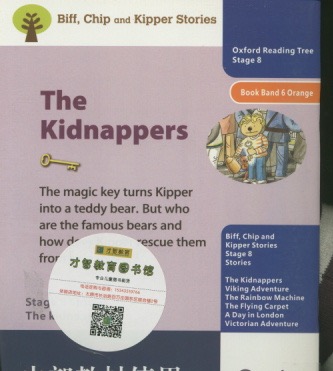 Biff, Chip and Kipper Stories
Oxford Reading Tree
Stage 8
Book Band 6 Orange
The
Kidnappers
The magic key turns Kipper
into a teddy bear. But who
are the famous bears and
how do rescue them
from
才智教育图书馆
Biff, Chip and
Kipper Stories
Stage 8
Stories
The Kidnappers
Viking Adventure
The Rainbow Machine
The Flying Carpet
A Day in London
Victorian Adventure